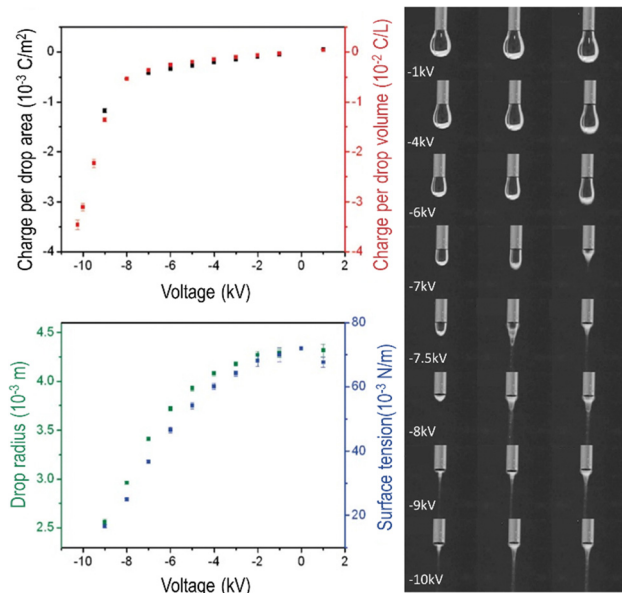 Charge per drop area (10⁻³ C/m²)
0
-1
-2
-3
-4
Charge per drop volume (10⁻² C/L)
0
-1
-2
-3
-4
-10
-8
-6
-4
-2
0
2
Voltage (kV)
Drop radius (10⁻³ m)
4.5
4.0
3.5
3.0
2.5
Surface tension(10⁻³ N/m)
80
60
40
20
-10
-8
-6
-4
-2
0
2
Voltage (kV)
-1kV
-4kV
-6kV
-7kV
-7.5kV
-8kV
-9kV
-10kV